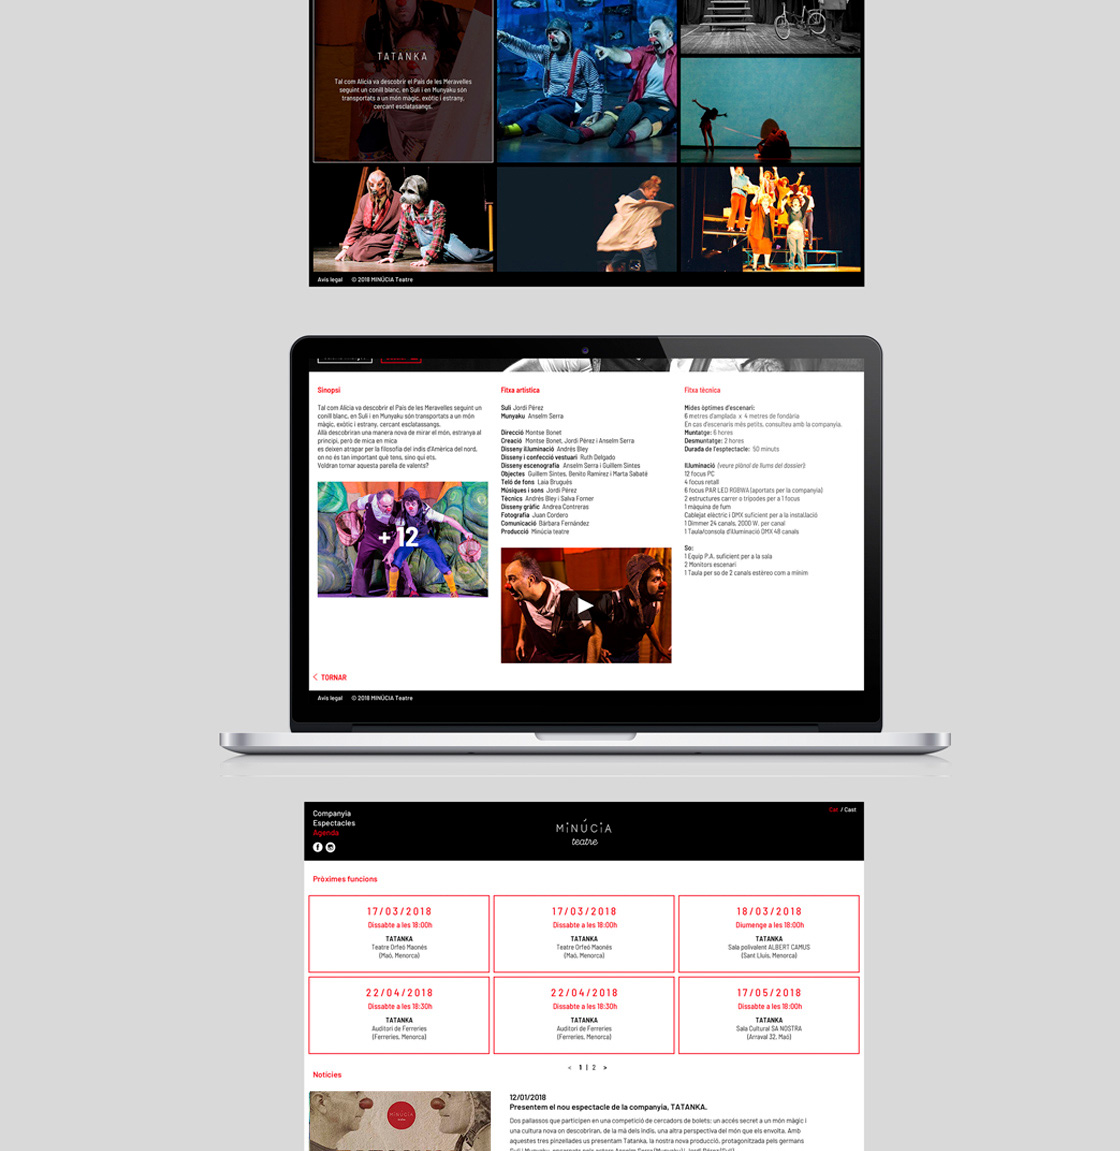 TATANKA
Tal com Alícia va descobrir el País de les Meravelles
seguint un conill blanc, en Suli i en Munyaku són
transportats a un món màgic, exòtic i estrany,
cercant esclatasangs.
Avís legal © 2018 MINÚCIA Teatre
Sinopsi
Tal com Alícia va descobrir el País de les Meravelles seguint un
conill blanc, en Suli i en Munyaku són transportats a un món
màgic, exòtic i estrany, cercant esclatassangs.
Allà descobriran una manera nova de mirar el món, estranya al
principi, però de mica en mica
es deixen atrapar per la filosofia del indis d'Amèrica del nord,
on no és tan important què tens, sino qui ets.
Voldran tornar aquesta parella de valents?
+ 12
Fitxa artística
Suli Jordi Pérez
Munyaku Anselm Serra
Direcció Montse Bonet
Creació Montse Bonet, Jordi Pérez i Anselm Serra
Disseny il.luminació Andrés Bley
Disseny i confecció vestuari Ruth Delgado
Disseny escenografia Anselm Serra i Guillem Sintes
Objectes Guillem Sintes, Benito Ramírez i Marta Sabaté
Teló de fons Laia Brugués
Músiques i sons Jordi Pérez
Tècnics Andrés Bley i Salva Forner
Disseny gràfic Andrea Contreras
Fotografia Juan Cordero
Comunicació Bárbara Fernández
Producció Minúcia teatre
Fitxa tècnica
Mides òptimes d'escenari:
6 metres d'amplada x 4 metres de fondària
En cas d'escenaris més petits, consulteu amb la companyia.
Muntatge: 6 hores
Desmuntatge: 2 hores
Durada de l'esptectacle: 50 minuts
Il·luminació (veure plànol de llums del dossier):
12 focus PC
4 focus retall
6 focus PAR LED RGBWA (aportats per la companyia)
2 estructures carrer o trípodes per a 1 focus
1 màquina de fum
Cablejat elèctric i DMX suficient per a la instal·lació
1 Dimmer 24 canals, 2000 W. per canal
1 Taula/consola d'il·luminació DMX 48 canals
So:
1 Equip P.A. suficient per a la sala
2 Monitors escenari
1 Taula per so de 2 canals estèreo com a mínim
< TORNAR
Avís legal © 2018 MINÚCIA Teatre
Companyia
Espectacles
Agenda
MiNÚCiA
teatre
Cat / Cast
Pròximes funcions
17/03/2018
Dissabte a les 18:00h
TATANKA
Teatre Orfeó Maonés
(Maó, Menorca)
17/03/2018
Dissabte a les 18:00h
TATANKA
Teatre Orfeó Maonés
(Maó, Menorca)
18/03/2018
Diumenge a les 18:00h
TATANKA
Sala polivalent ALBERT CAMUS
(Sant Lluís, Menorca)
22/04/2018
Dissabte a les 18:30h
TATANKA
Auditori de Ferreries
(Ferreries, Menorca)
22/04/2018
Dissabte a les 18:30h
TATANKA
Auditori de Ferreries
(Ferreries, Menorca)
17/05/2018
Dissabte a les 18:00h
TATANKA
Sala Cultural SA NOSTRA
(Arraval 32, Maó)
< 1 | 2 >
Notícies
MiNÚCiA
12/01/2018
Presentem el nou espectacle de la companyia, TATANKA.
Dos pallassos que participen en una competició de cercadors de bolets: un accés secret a un món màgic i
una cultura nova on descobriran, de la mà dels indis, una altra perspectiva del món que els envolta. Amb
aquestes tres pinzellades us presentam Tatanka, la nostra nova producció, protagonitzada pels germans